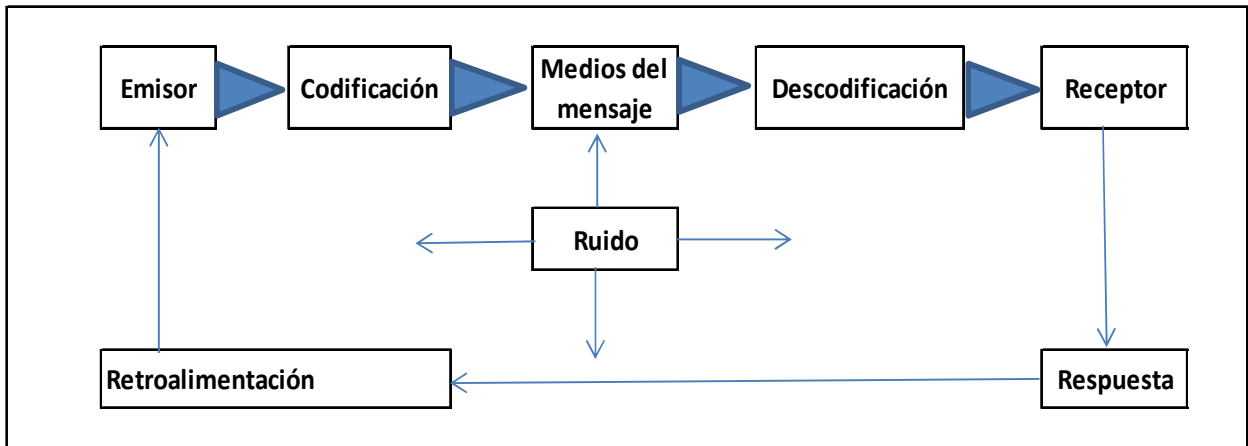 Emisor
Codificación
Medios del
mensaje
Descodificación
Receptor
Ruido
Retroalimentación
Respuesta